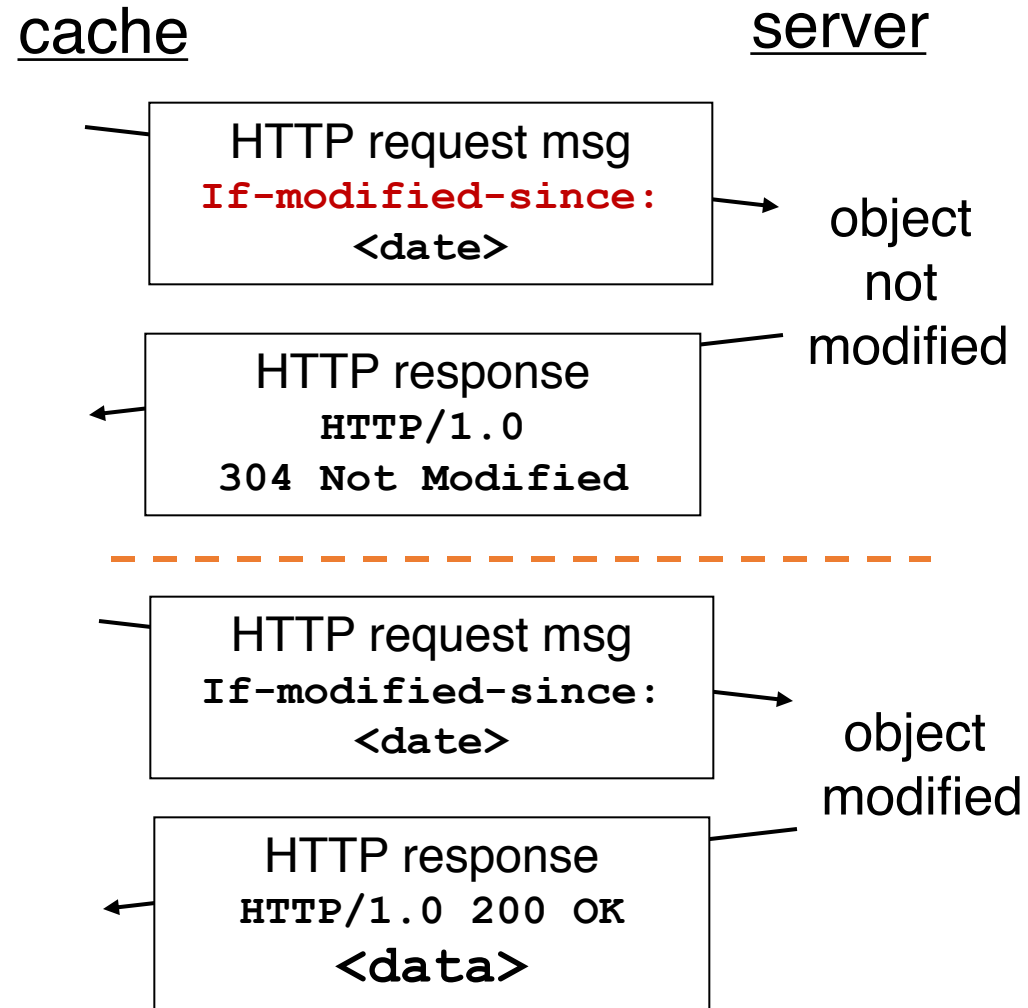 cache
server
HTTP request msg
If-modified-since:
<date>
object
not
modified
HTTP response
HTTP/1.0
304 Not Modified
HTTP request msg
If-modified-since:
<date>
object
modified
HTTP response
HTTP/1.0 200 OK
<data>